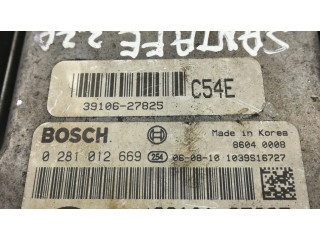 SANTAFE 2.2D
39106-27825
C54E
BOSCH
Made in Korea
8604 0008
0 281 012 669 254 06-08-10 1039S16727